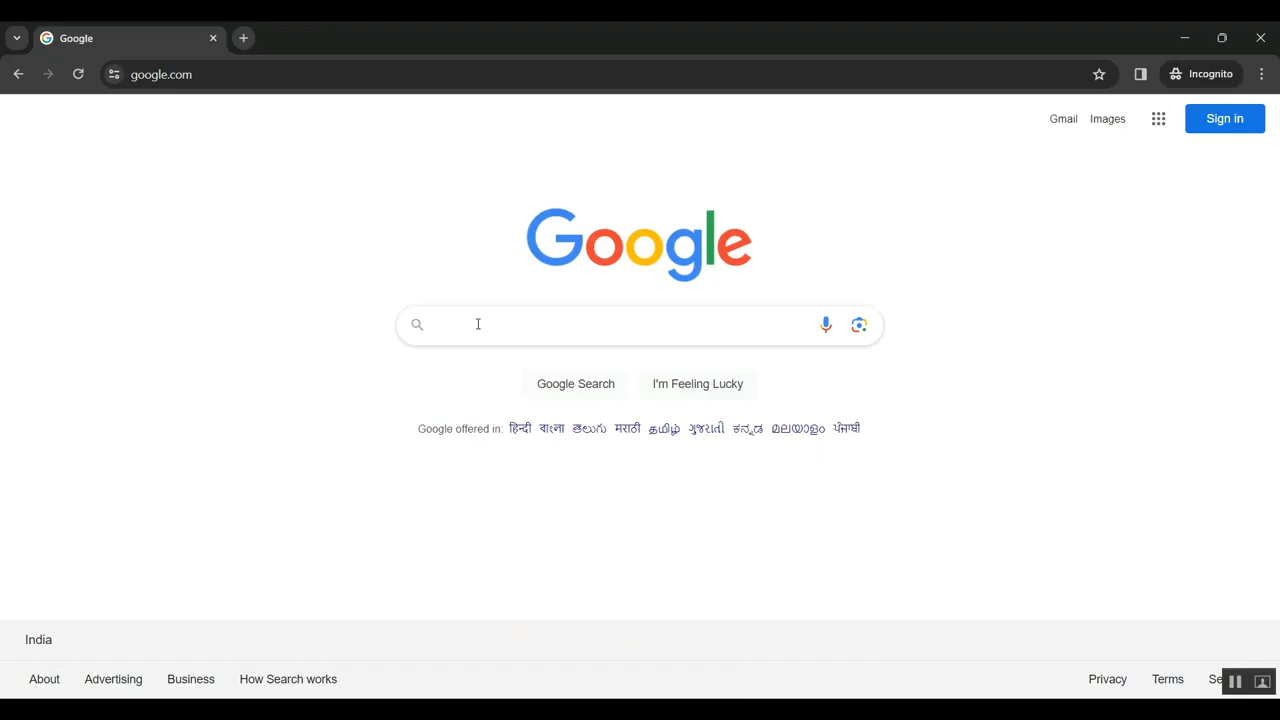 Google
google.com
Incognito
Gmail Images
Sign in
Google
Google Search I'm Feeling Lucky
Google offered in: हिन्दी বাংলা తెలుగు मराठी தமிழ் ગુજરાતી ಕನ್ನಡ മലയാളം ਪੰਜਾਬੀ
India
About Advertising Business How Search works Privacy Terms